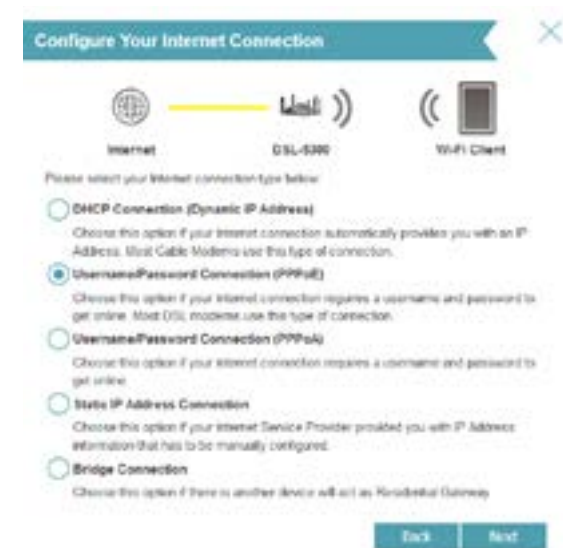 Configure Your Internet Connection
Internet
DSL-5300
Wi-Fi Client
Please select your Internet connection type below
DHCP Connection (Dynamic IP Address)
Choose this option if your Internet connection automatically provides you with an IP
Address. Most Cable Modems use this type of connection.
Username/Password Connection (PPPoE)
Choose this option if your Internet connection requires a username and password to
get online. Most DSL modems use this type of connection.
Username/Password Connection (PPPoA)
Choose this option if your Internet connection requires a username and password to
get online.
Static IP Address Connection
Choose this option if your Internet Service Provider provided you with IP Address
information that has to be manually configured.
Bridge Connection
Choose this option if there is another device will act as Residential Gateway
Back
Next